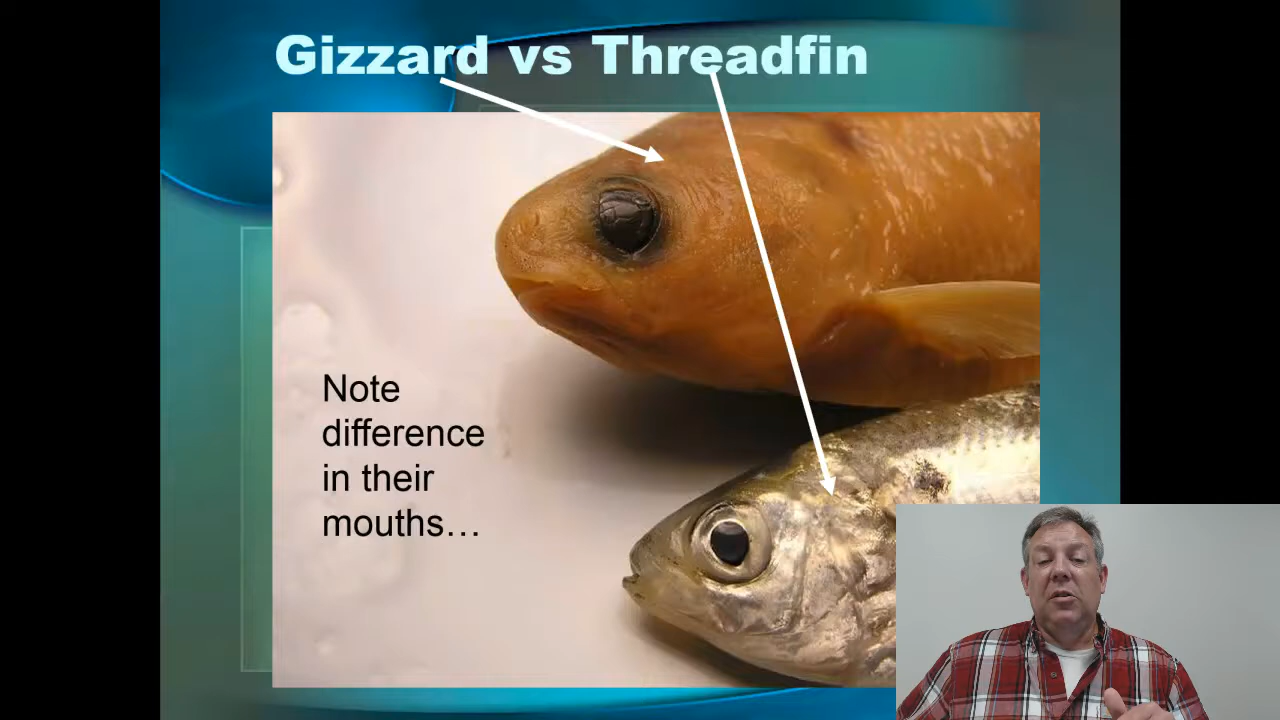 Gizzard vs Threadfin
Note
difference
in their
mouths…